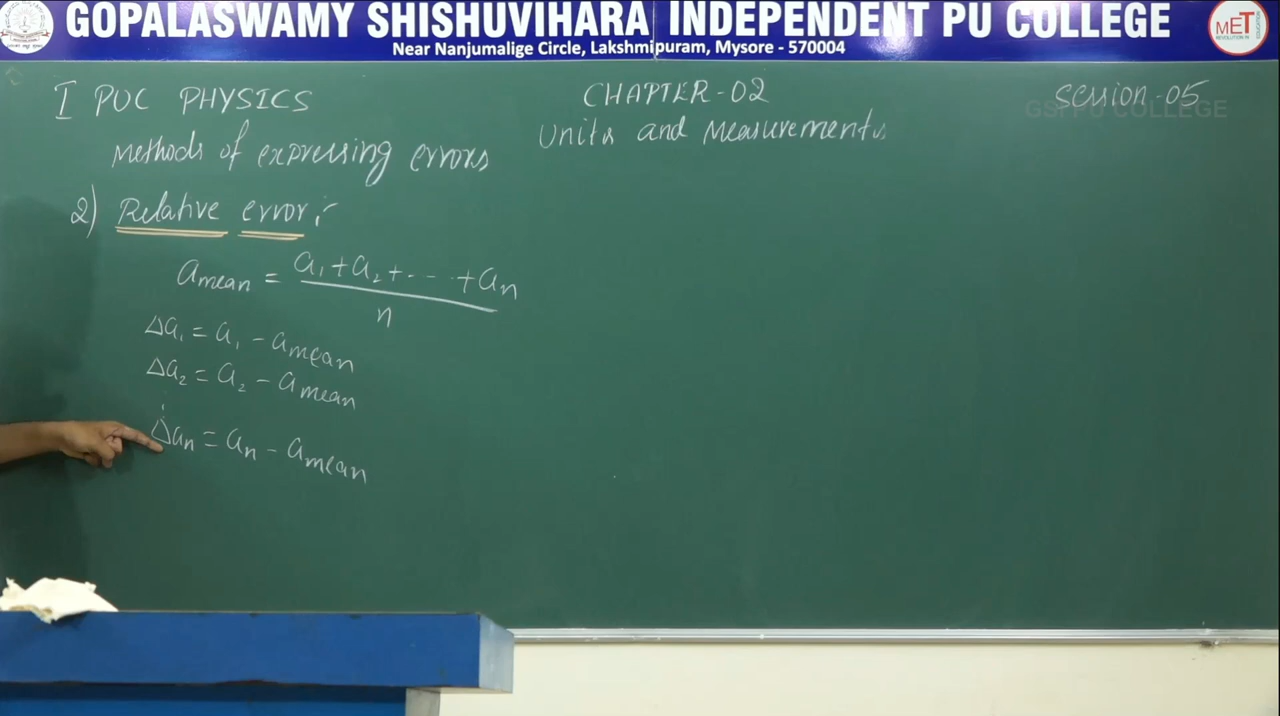 GOPALASWAMY SHISHUVIHARA INDEPENDENT PU COLLEGE
Near Nanjumalige Circle, Lakshmipuram, Mysore - 570004
MET
I PUC PHYSICS
CHAPTER-02
Session-05
GSI PU COLLEGE
Units and Measurements
Methods of expressing errors
2) Relative error:-
amean = a1 + a2 + --- + an
n
Δa1 = a1 - amean
Δa2 = a2 - amean
Δan = an - amean